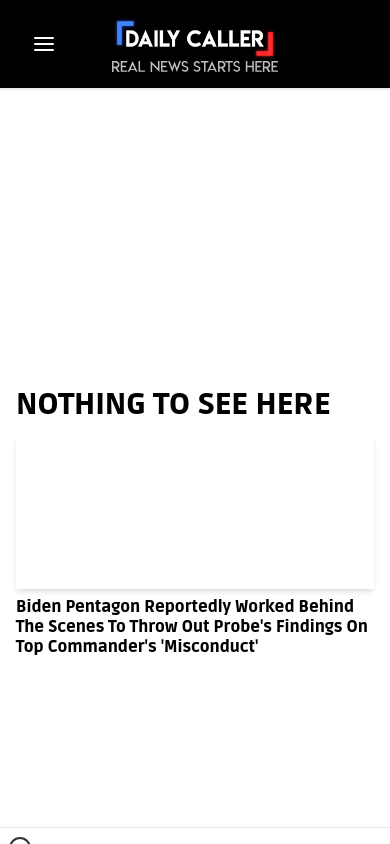 DAILY CALLER
REAL NEWS STARTS HERE
NOTHING TO SEE HERE
Biden Pentagon Reportedly Worked Behind
The Scenes To Throw Out Probe's Findings On
Top Commander's 'Misconduct'